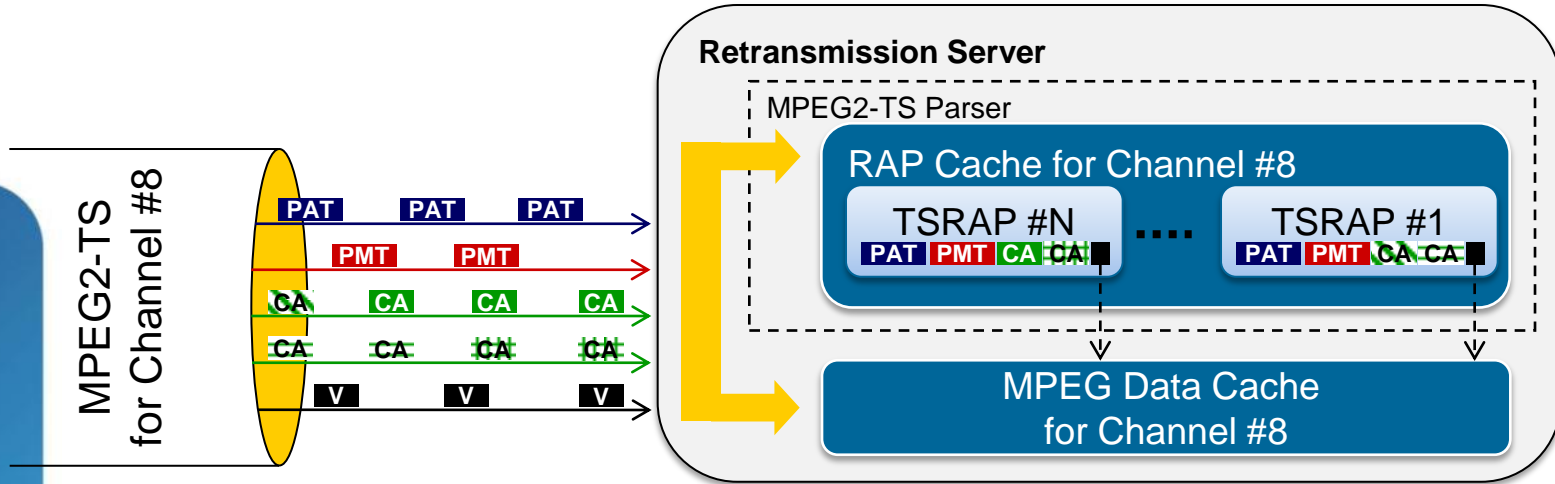 MPEG2-TS
for Channel #8
PAT PAT PAT
PMT PMT
CA CA CA CA
CA CA CA CA
V V V
Retransmission Server
MPEG2-TS Parser
RAP Cache for Channel #8
TSRAP #N
PAT PMT CA CA
....
TSRAP #1
PAT PMT CA CA
MPEG Data Cache
for Channel #8